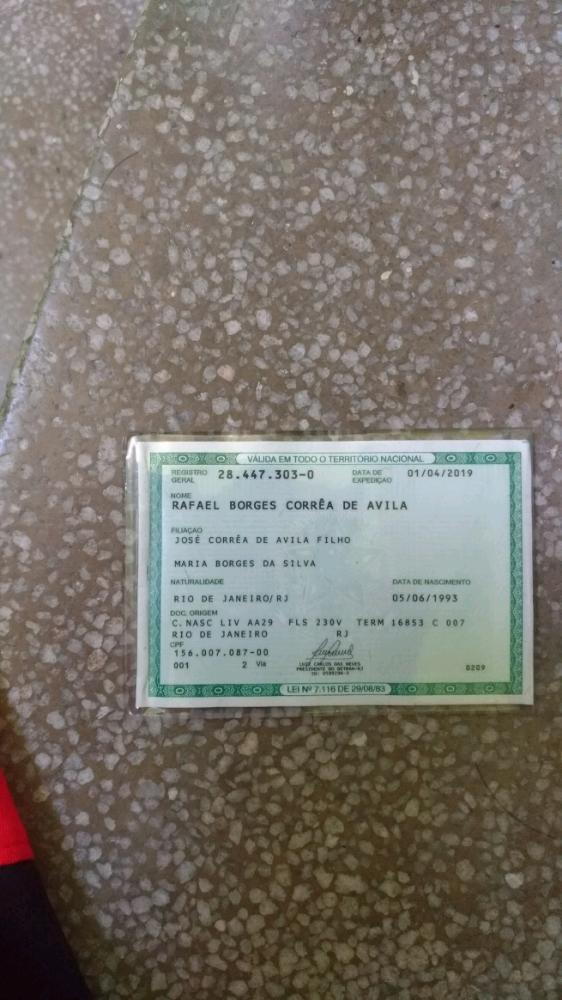 VÁLIDA EM TODO O TERRITÓRIO NACIONAL
REGISTRO GERAL 28.447.303-0 DATA DE EXPEDIÇÃO 01/04/2019
NOME
RAFAEL BORGES CORRÊA DE AVILA
FILIAÇÃO
JOSÉ CORRÊA DE AVILA FILHO
MARIA BORGES DA SILVA
NATURALIDADE DATA DE NASCIMENTO
RIO DE JANEIRO/RJ 05/06/1993
DOC. ORIGEM
C.NASC LIV AA29 FLS 230V TERM 16853 C 007
RIO DE JANEIRO RJ
CPF
156.007.087-00
001 2 Via LUIZ CARLOS DAS NEVES 0209
PRESIDENTE DO DETRAN-RJ
LEI Nº 7.116 DE 29/08/83